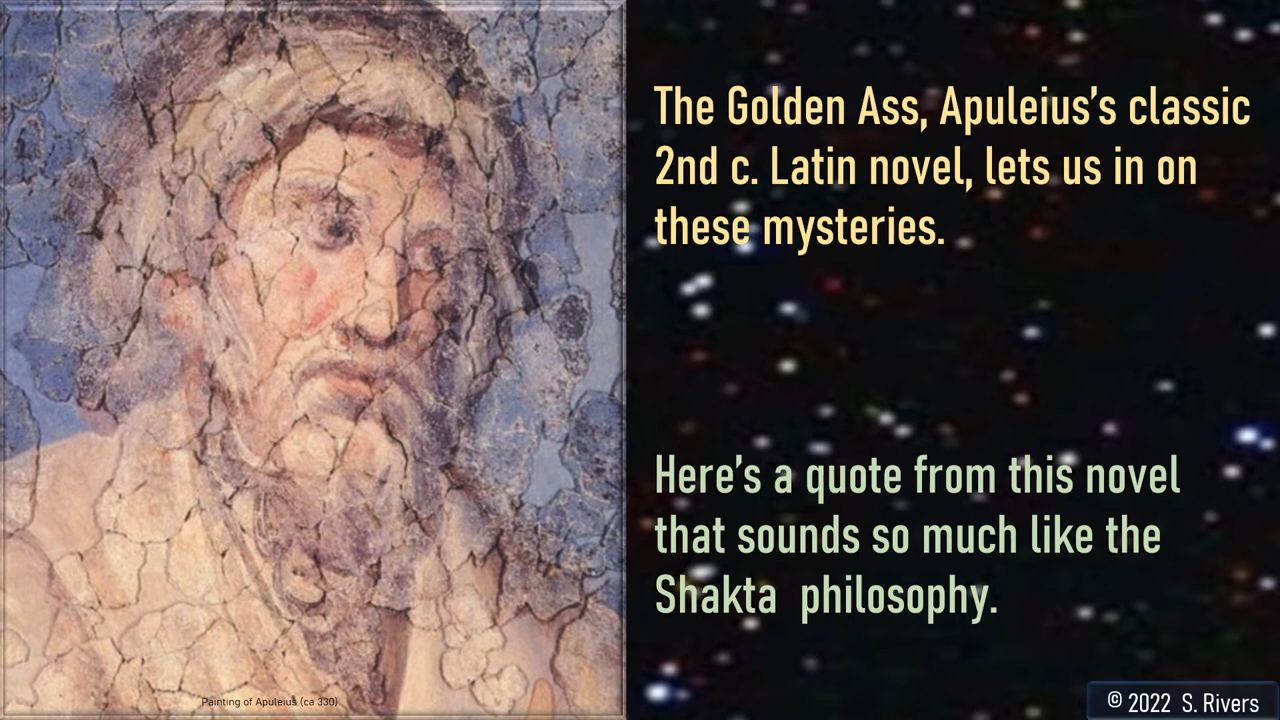 The Golden Ass, Apuleius’s classic
2nd c. Latin novel, lets us in on
these mysteries.
Here’s a quote from this novel
that sounds so much like the
Shakta philosophy.
Painting of Apuleius (ca 330)
© 2022 S. Rivers